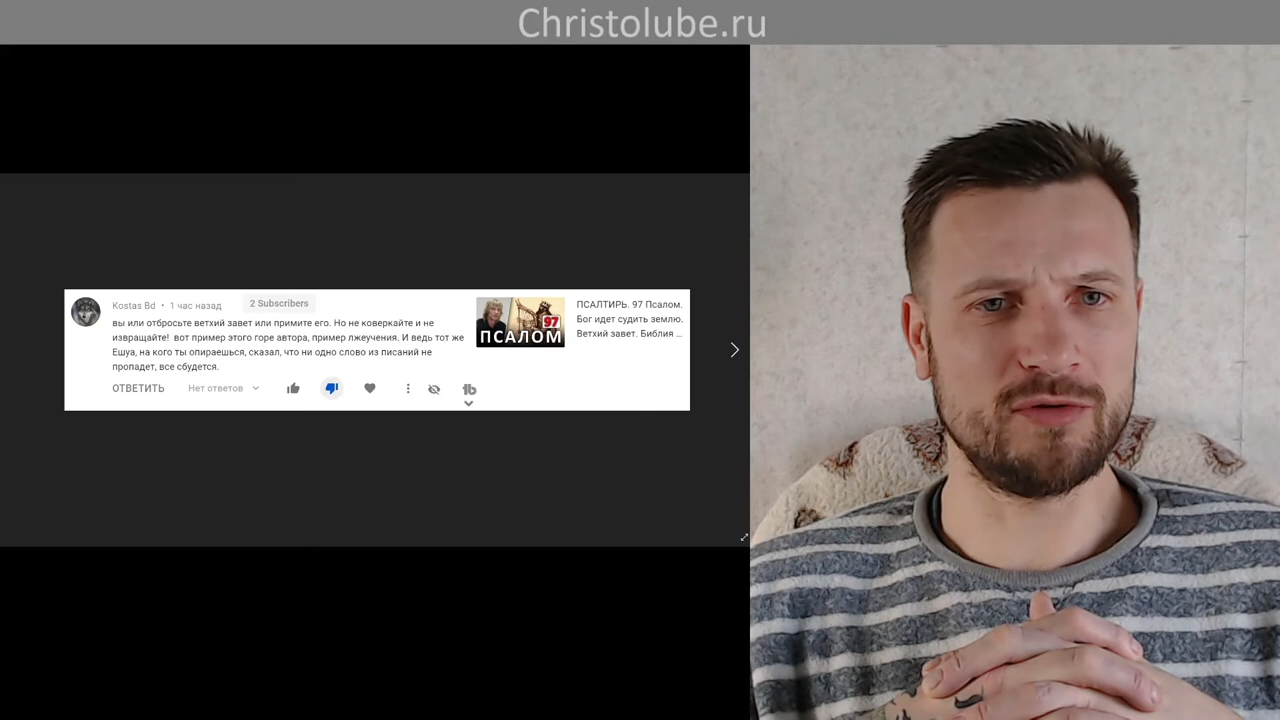 Christolube.ru
Kostas Bd • 1 час назад
2 Subscribers
вы или отбросьте ветхий завет или примите его. Но не коверкайте и не
извращайте! вот пример этого горе автора, пример лжеучения. И ведь тот же
Ешуа, на кого ты опираешься, сказал, что ни одно слово из писаний не
пропадет, все сбудется.
ОТВЕТИТЬ
Нет ответов
97
ПСАЛОМ
ПСАЛТИРЬ. 97 Псалом.
Бог идет судить землю.
Ветхий завет. Библия ...